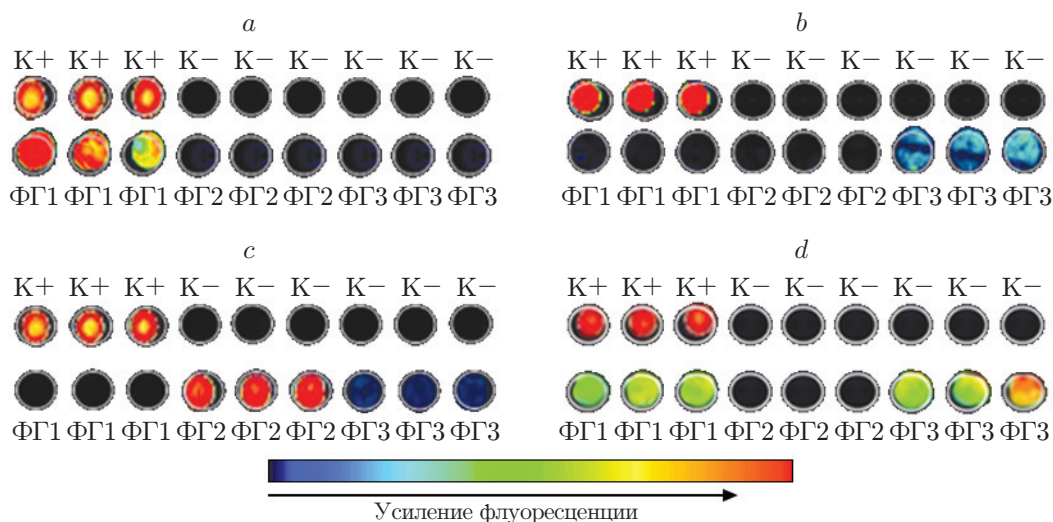 a
K+ K+ K+ K− K− K− K− K− K−
ФГ1 ФГ1 ФГ1 ФГ2 ФГ2 ФГ2 ФГ3 ФГ3 ФГ3
b
K+ K+ K+ K− K− K− K− K− K−
ФГ1 ФГ1 ФГ1 ФГ2 ФГ2 ФГ2 ФГ3 ФГ3 ФГ3
c
K+ K+ K+ K− K− K− K− K− K−
ФГ1 ФГ1 ФГ1 ФГ2 ФГ2 ФГ2 ФГ3 ФГ3 ФГ3
d
K+ K+ K+ K− K− K− K− K− K−
ФГ1 ФГ1 ФГ1 ФГ2 ФГ2 ФГ2 ФГ3 ФГ3 ФГ3
Усиление флуоресценции